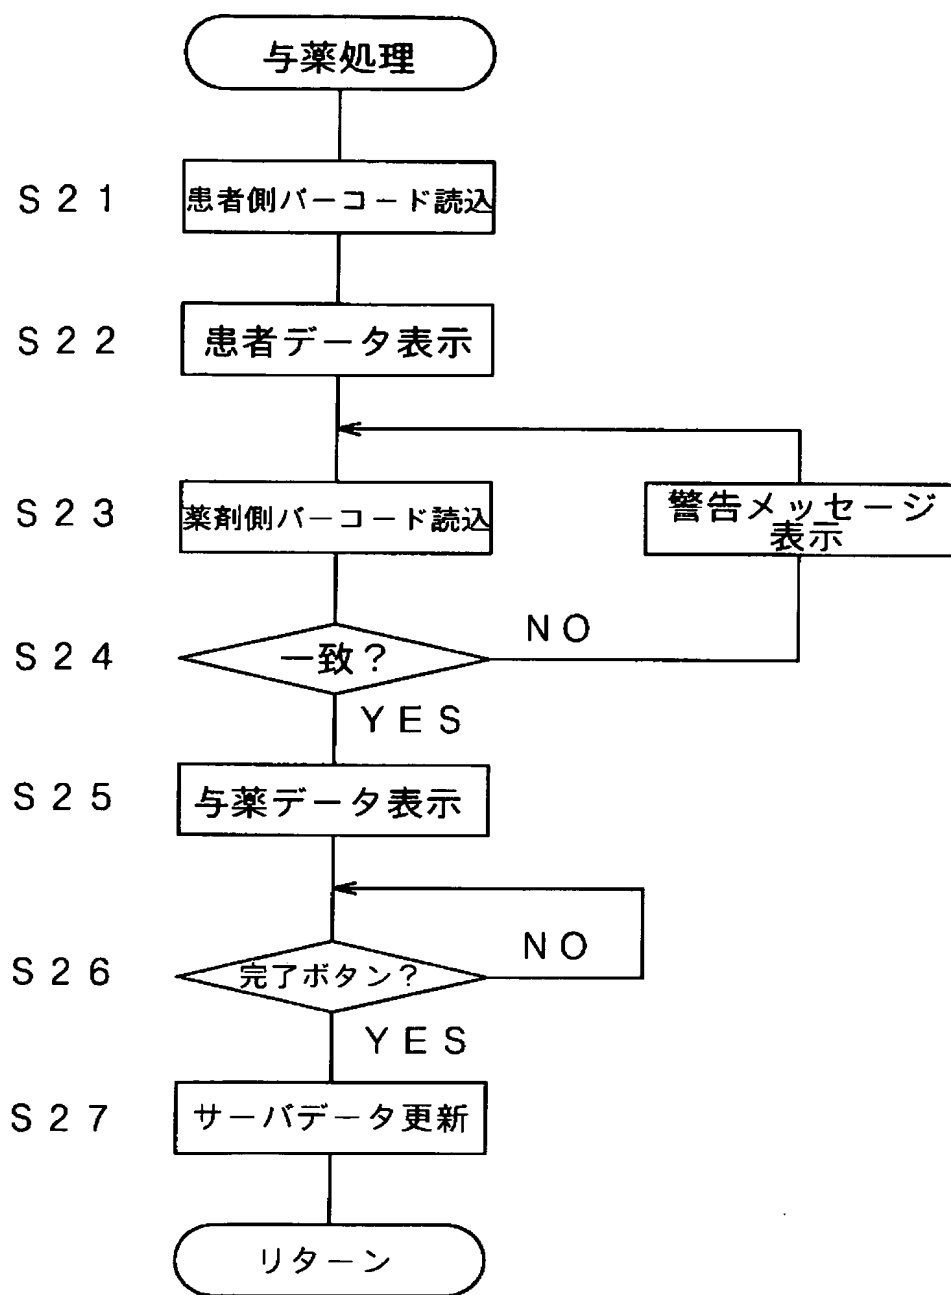 与薬処理
S21
患者側バーコード読込
S22
患者データ表示
S23
薬剤側バーコード読込
警告メッセージ
表示
S24
一致？
NO
YES
S25
与薬データ表示
S26
完了ボタン？
NO
YES
S27
サーバデータ更新
リターン